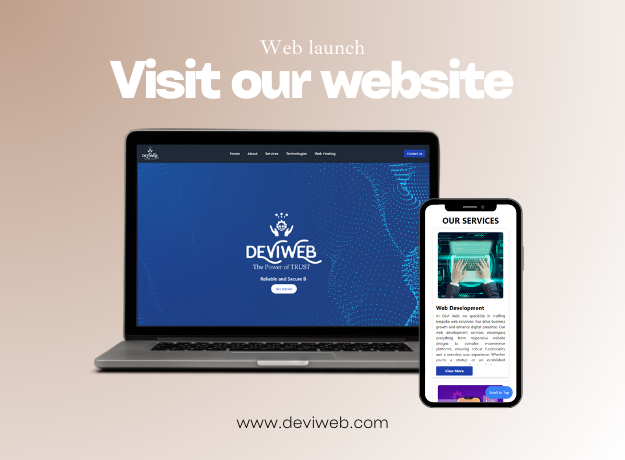 Web launch
Visit our website
DEVIWEB
Home About Services Technologies Web Hosting Contact Us
DEVIWEB
The Power of TRUST
Reliable and Secure B
Get Started
OUR SERVICES
Web Development
At Devi Web, we specialize in crafting
bespoke web solutions that drive business
growth and enhance digital presence. Our
web development services encompass
everything from responsive website
designs to complex e-commerce
platforms, ensuring robust functionality
and a seamless user experience. Whether
you're a startup or an established
View More
Scroll to Top
www.deviweb.com